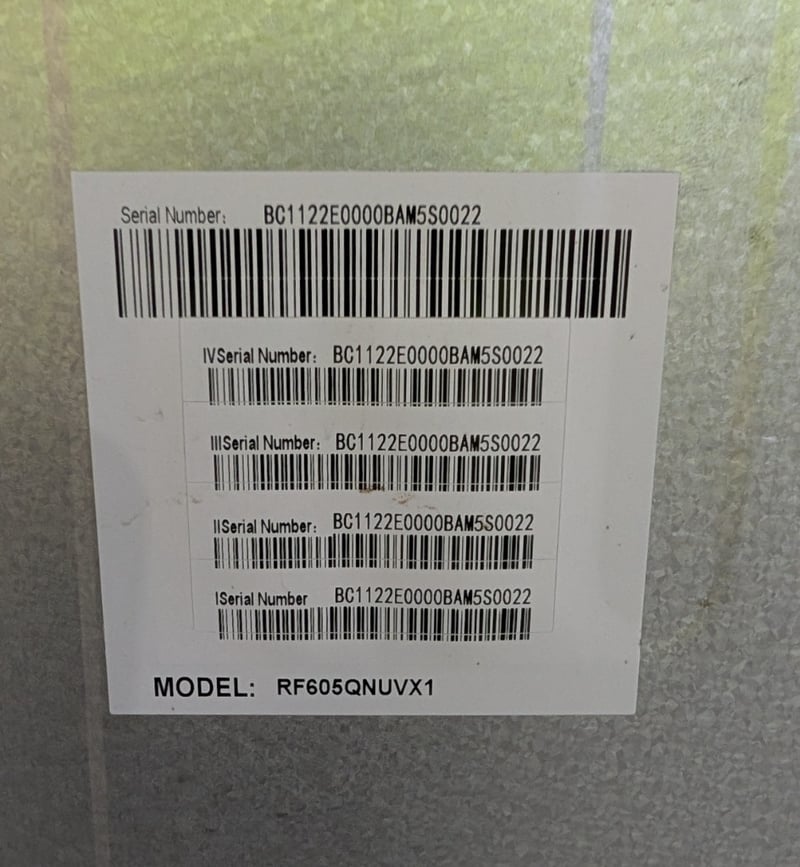 Serial Number: BC1122E0000BAM5S0022
IVSerial Number: BC1122E0000BAM5S0022
IIISerial Number: BC1122E0000BAM5S0022
IISerial Number: BC1122E0000BAM5S0022
ISerial Number BC1122E0000BAM5S0022
MODEL: RF605QNUVX1